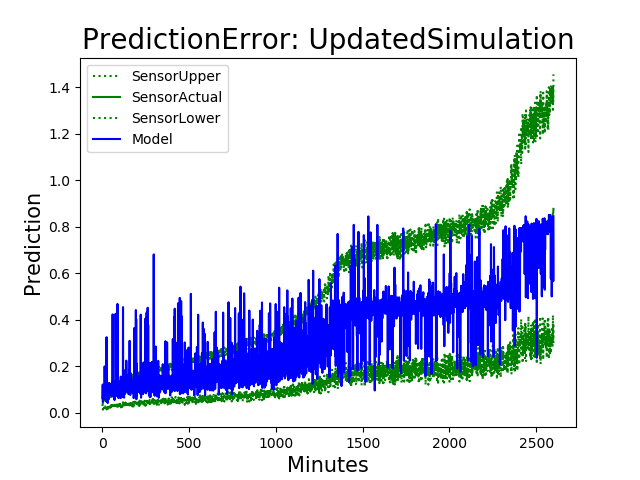 PredictionError: UpdatedSimulation
SensorUpper
SensorActual
SensorLower
Model
Prediction
1.4
1.2
1.0
0.8
0.6
0.4
0.2
0.0
0 500 1000 1500 2000 2500
Minutes